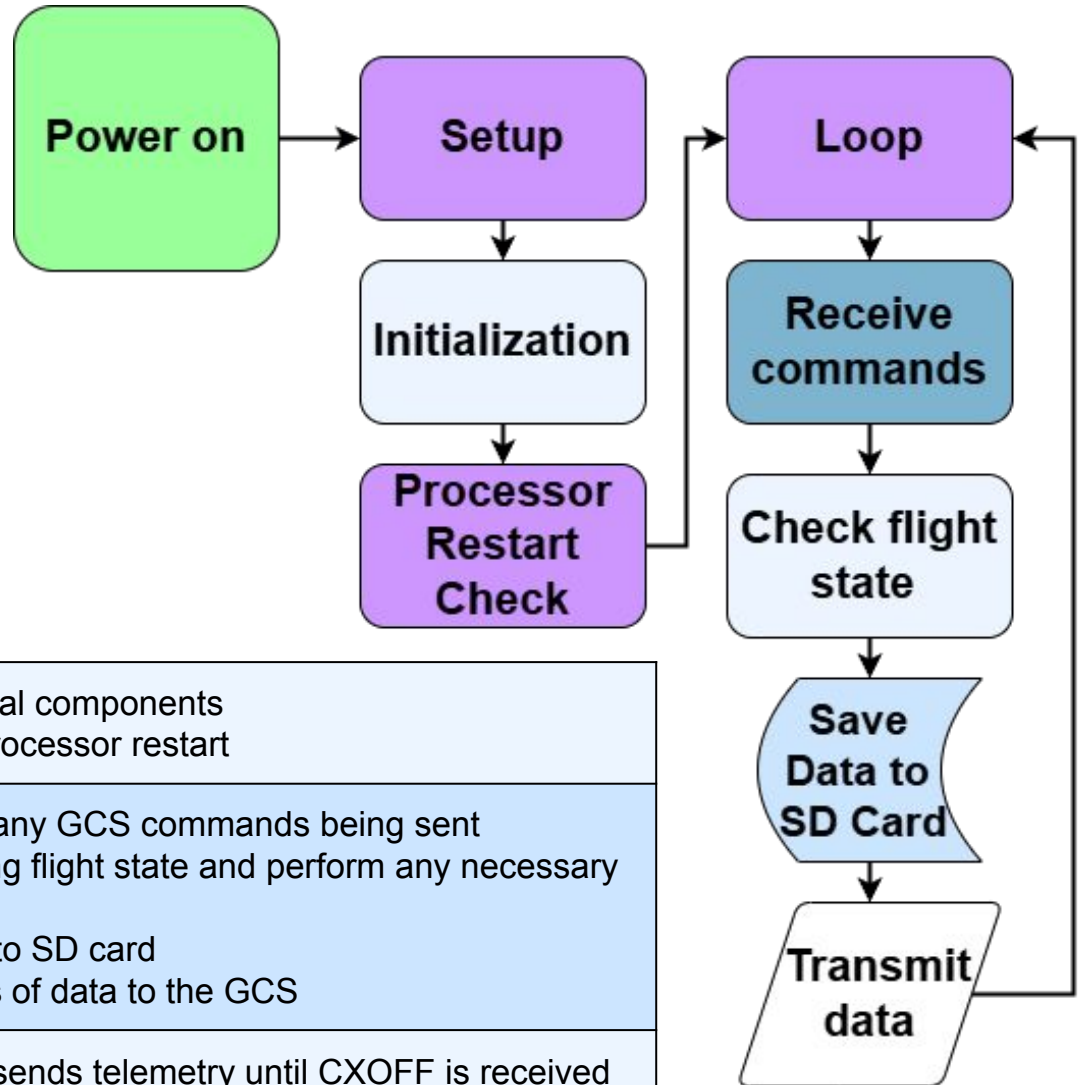 Power on
Setup
Loop
Initialization
Receive
commands
Processor
Restart
Check
Check flight
state
Save
Data to
SD Card
Transmit
data
al components
rocessor restart
any GCS commands being sent
ng flight state and perform any necessary
to SD card
s of data to the GCS
sends telemetry until CXOFF is received